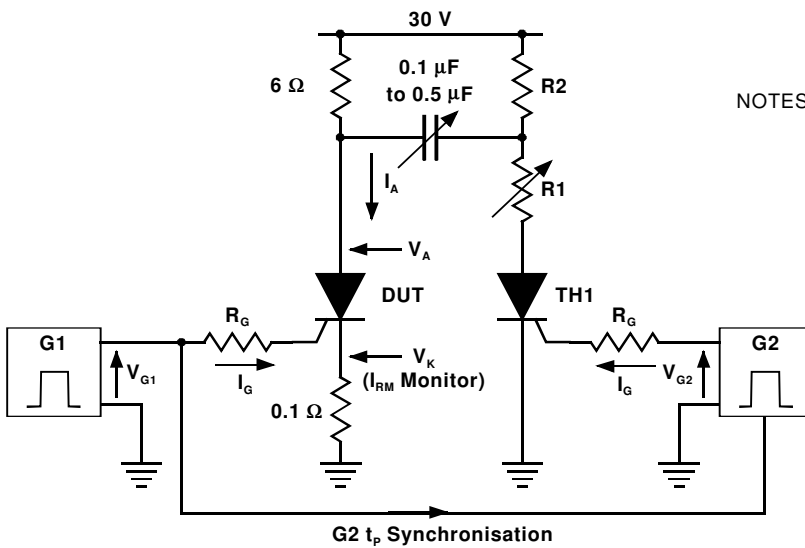 30 V
0.1 μF
to 0.5 μF
6 Ω
R2
NOTES
I_A
R1
V_A
DUT
TH1
R_G
R_G
G1
G2
V_G1
I_G
V_K
(I_RM Monitor)
I_G
V_G2
0.1 Ω
G2 t_P Synchronisation